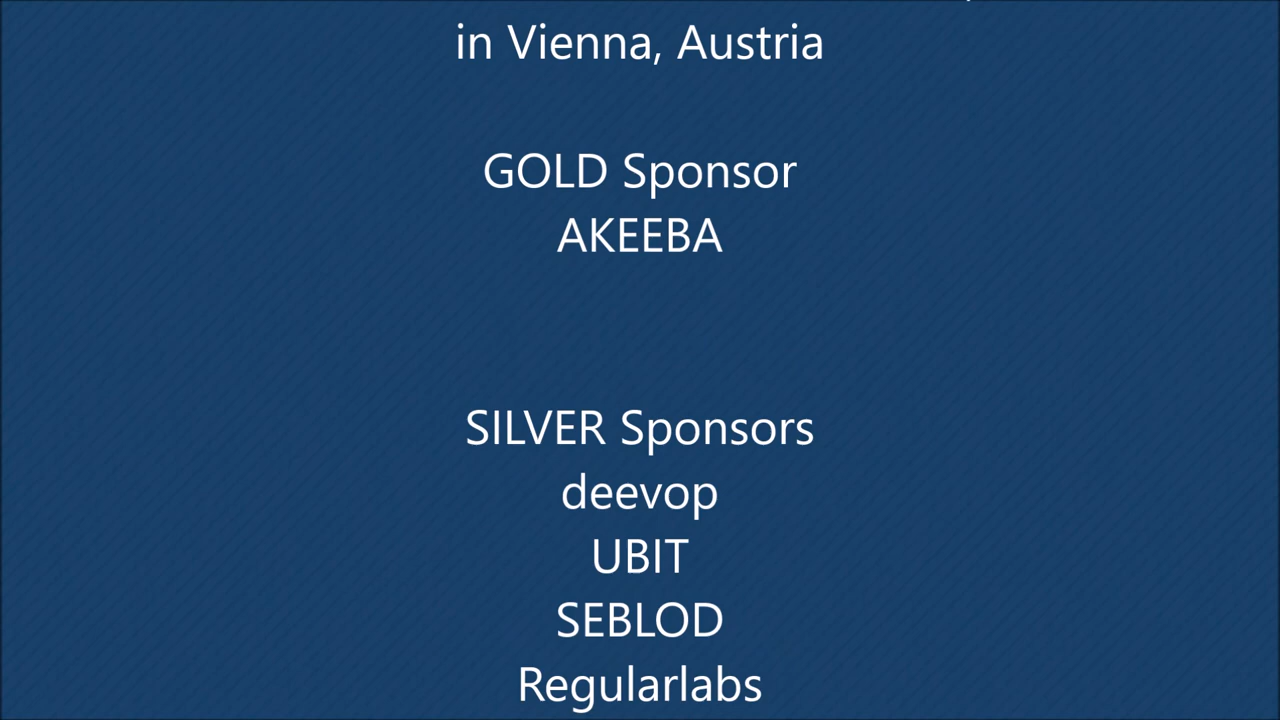 in Vienna, Austria
GOLD Sponsor
AKEEBA
SILVER Sponsors
deevop
UBIT
SEBLOD
Regularlabs